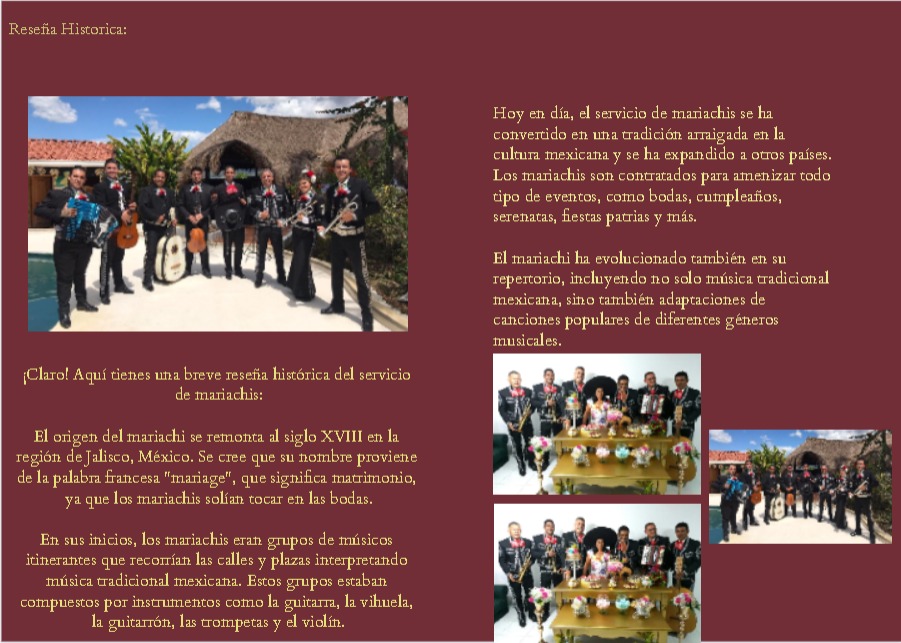 Reseña Historica:
¡Claro! Aquí tienes una breve reseña histórica del servicio
de mariachis:
El origen del mariachi se remonta al siglo XVIII en la
región de Jalisco, México. Se cree que su nombre proviene
de la palabra francesa "mariage", que significa matrimonio,
ya que los mariachis solían tocar en las bodas.
En sus inicios, los mariachis eran grupos de músicos
itinerantes que recorrían las calles y plazas interpretando
música tradicional mexicana. Estos grupos estaban
compuestos por instrumentos como la guitarra, la vihuela,
la guitarrón, las trompetas y el violín.
Hoy en día, el servicio de mariachis se ha
convertido en una tradición arraigada en la
cultura mexicana y se ha expandido a otros países.
Los mariachis son contratados para amenizar todo
tipo de eventos, como bodas, cumpleaños,
serenatas, fiestas patrias y más.
El mariachi ha evolucionado también en su
repertorio, incluyendo no solo música tradicional
mexicana, sino también adaptaciones de
canciones populares de diferentes géneros
musicales.